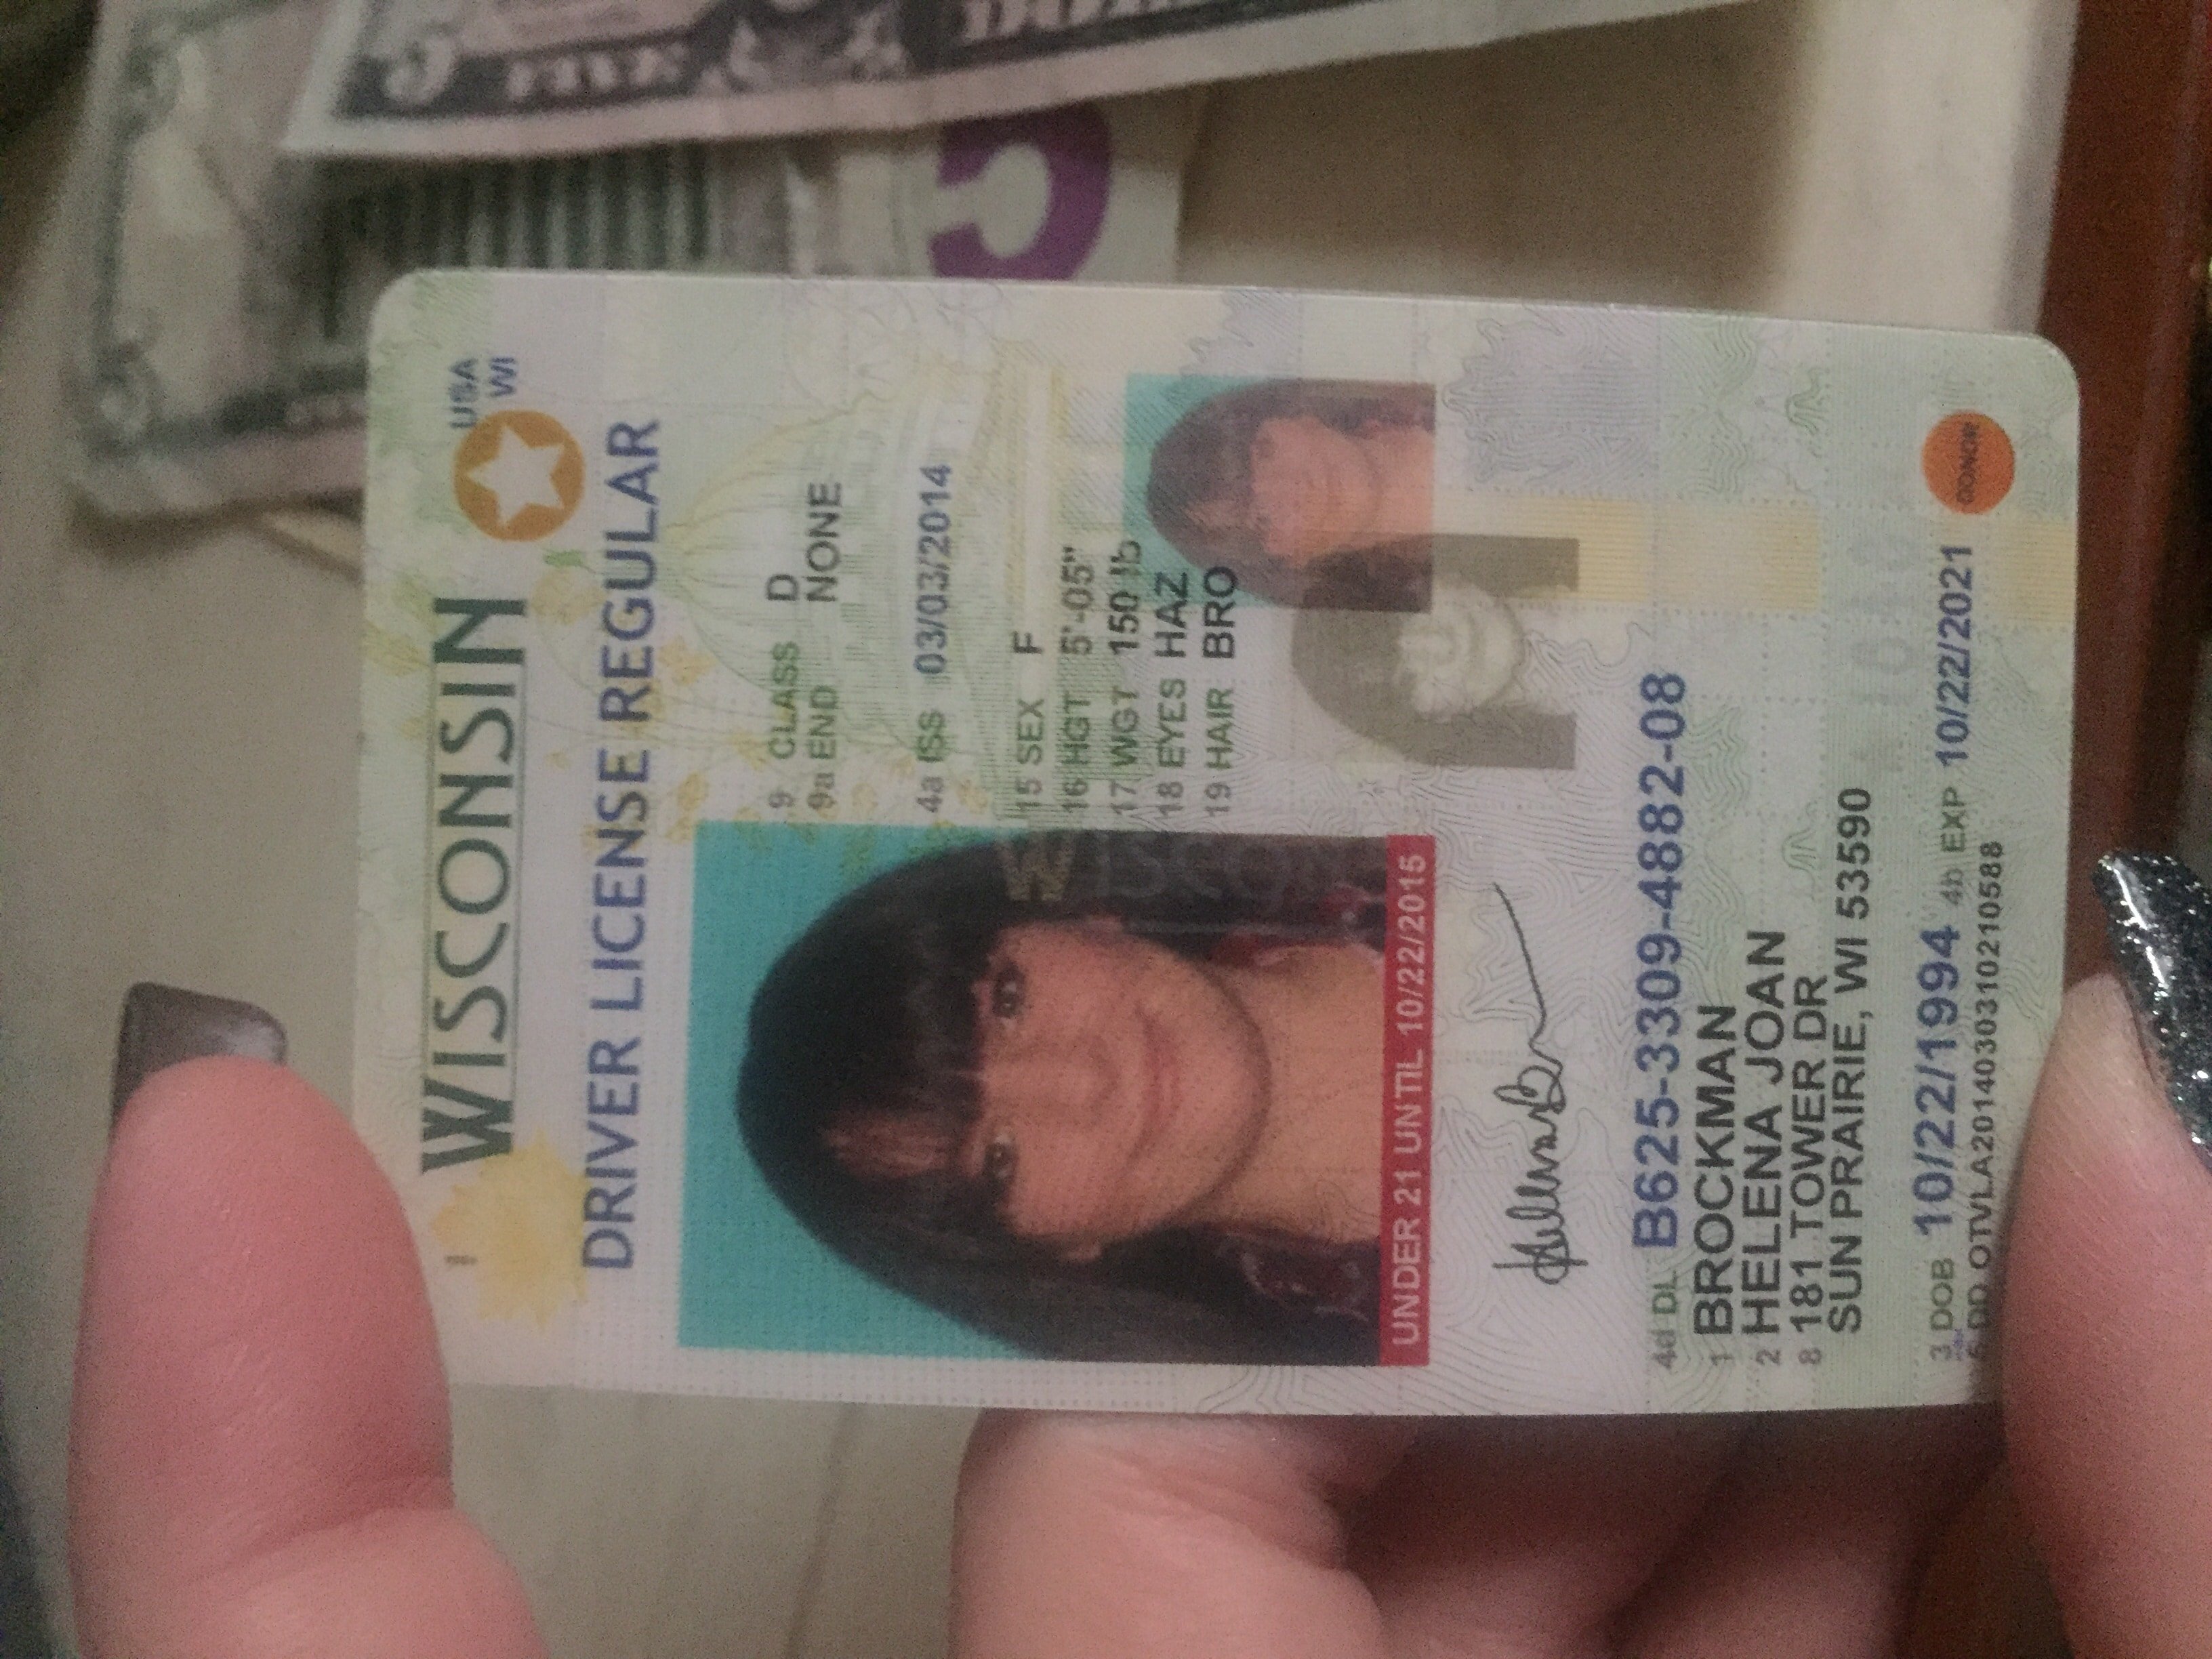 FIVE
5
USA
WI
WISCONSIN
DRIVER LICENSE REGULAR
9 CLASS D
9a END NONE
4a ISS 03/03/2014
15 SEX F
16 HGT 5'-05"
17 WGT 150 lb
18 EYES HAZ
19 HAIR BRO
UNDER 21 UNTIL 10/22/2015
4d DL B625-3309-4882-08
1 BROCKMAN
2 HELENA JOAN
8 181 TOWER DR
SUN PRAIRIE, WI 53590
3 DOB 10/22/1994 4b EXP 10/22/2021
5 DD OTVLA2014030310210588
DONOR